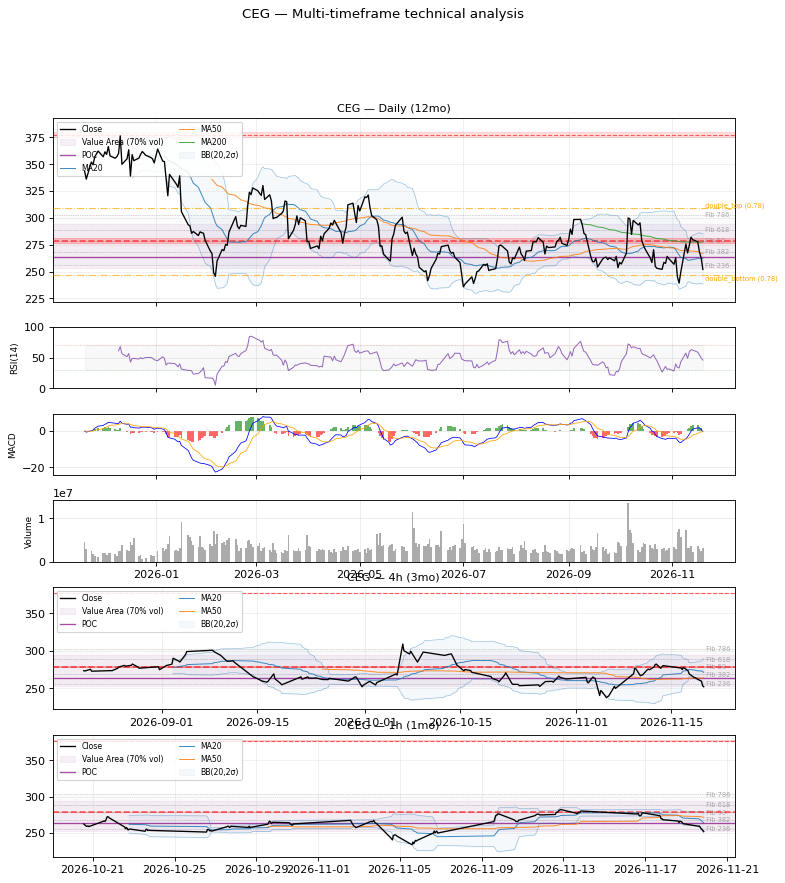 CEG — Multi-timeframe technical analysis
CEG — Daily (12mo)
Close
Value Area (70% vol)
POC
MA20
MA50
MA200
BB(20,2σ)
375
350
325
300
275
250
225
double_top (0.78)
Fib 786
Fib 618
Fib 382
Fib 236
double_bottom (0.78)
RSI(14)
100
50
0
MACD
0
−20
1e7
Volume
1
0
2026-01
2026-03
2026-05
2026-07
2026-09
2026-11
CEG — 4h (3mo)
Close
Value Area (70% vol)
POC
MA20
MA50
BB(20,2σ)
350
300
250
Fib 786
Fib 618
Fib 382
Fib 236
2026-09-01
2026-09-15
2026-10-01
2026-10-15
2026-11-01
2026-11-15
CEG — 1h (1mo)
Close
Value Area (70% vol)
POC
MA20
MA50
BB(20,2σ)
350
300
250
Fib 786
Fib 618
Fib 382
Fib 236
2026-10-21
2026-10-25
2026-10-29
2026-11-01
2026-11-05
2026-11-09
2026-11-13
2026-11-17
2026-11-21